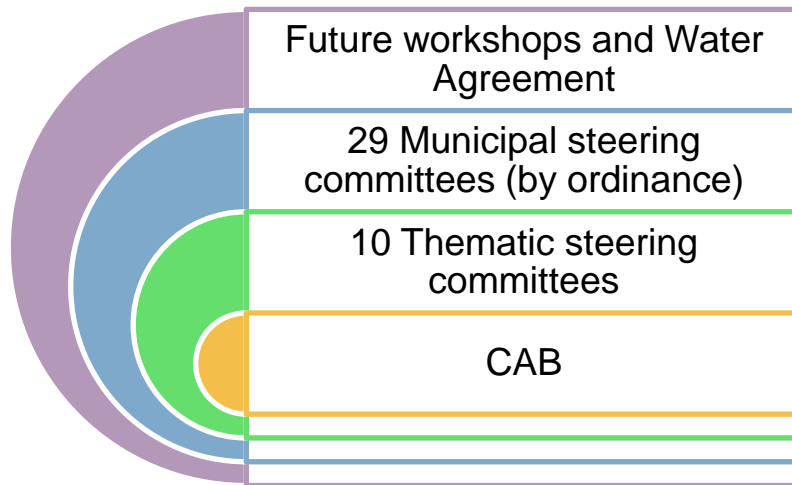 Future workshops and Water
Agreement
29 Municipal steering
committees (by ordinance)
10 Thematic steering
committees
CAB